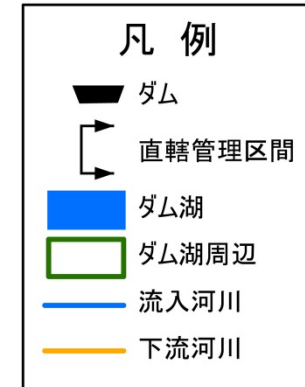 凡 例
ダム
直轄管理区間
ダム湖
ダム湖周辺
流入河川
下流河川